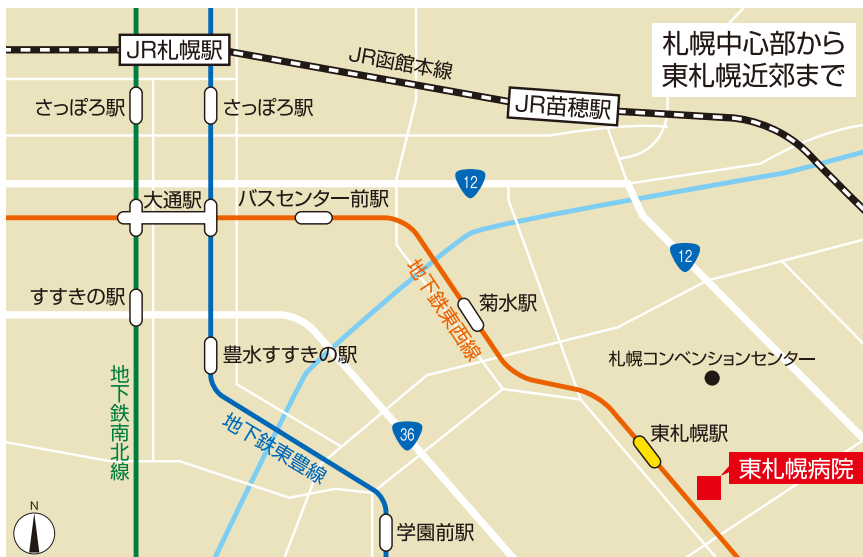 JR札幌駅
JR函館本線
札幌中心部から
東札幌近郊まで
さっぽろ駅
さっぽろ駅
JR苗穂駅
大通駅
バスセンター前駅
12
12
すすきの駅
地下鉄東西線
菊水駅
豊水すすきの駅
札幌コンベンションセンター
地下鉄南北線
地下鉄東豊線
36
東札幌駅
東札幌病院
N
学園前駅